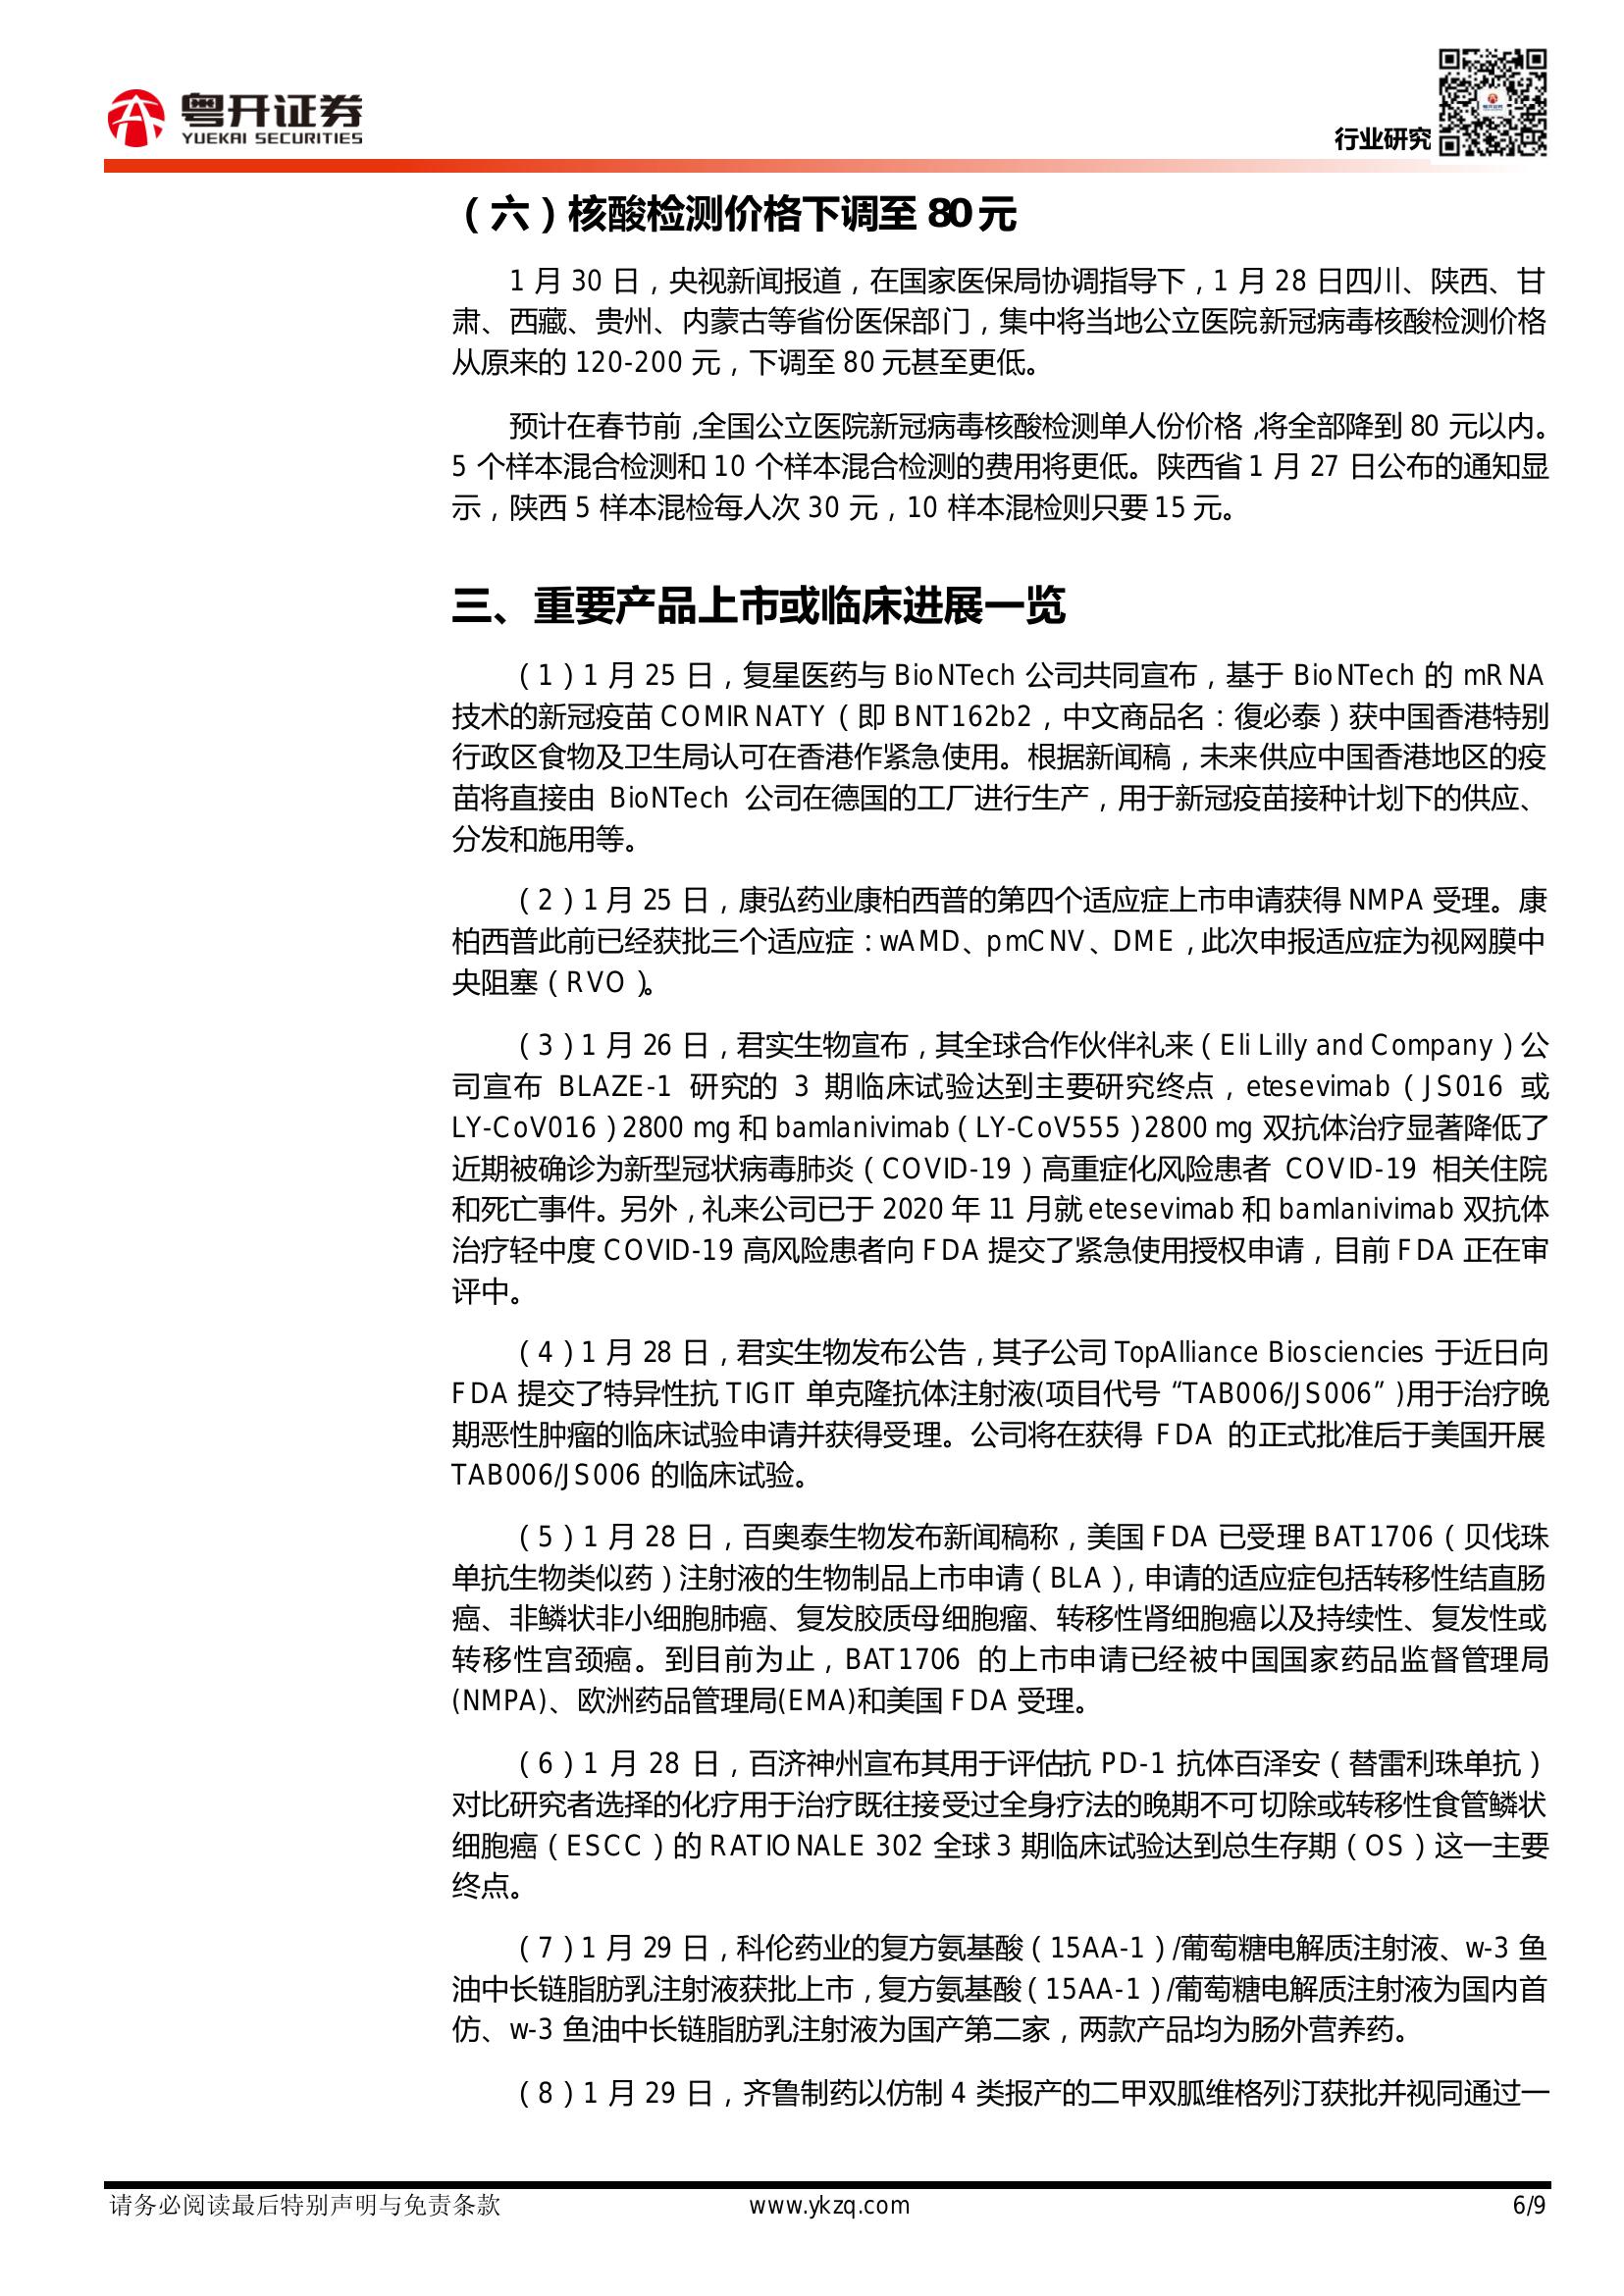 粤开证券
YUEKAI SECURITIES
行业研究
（六）核酸检测价格下调至 80 元
1 月 30 日，央视新闻报道，在国家医保局协调指导下，1 月 28 日四川、陕西、甘
肃、西藏、贵州、内蒙古等省份医保部门，集中将当地公立医院新冠病毒核酸检测价格
从原来的 120-200 元，下调至 80 元甚至更低。
预计在春节前，全国公立医院新冠病毒核酸检测单人份价格，将全部降到 80 元以内。
5 个样本混合检测和 10 个样本混合检测的费用将更低。陕西省 1 月 27 日公布的通知显
示，陕西 5 样本混检每人次 30 元，10 样本混检则只要 15 元。
三、重要产品上市或临床进展一览
（1）1 月 25 日，复星医药与 BioNTech 公司共同宣布，基于 BioNTech 的 mRNA
技术的新冠疫苗 COMIRNATY（即 BNT162b2，中文商品名：復必泰）获中国香港特别
行政区食物及卫生局认可在香港作紧急使用。根据新闻稿，未来供应中国香港地区的疫
苗将直接由 BioNTech 公司在德国的工厂进行生产，用于新冠疫苗接种计划下的供应、
分发和施用等。
（2）1 月 25 日，康弘药业康柏西普的第四个适应症上市申请获得 NMPA 受理。康
柏西普此前已经获批三个适应症：wAMD、pmCNV、DME，此次申报适应症为视网膜中
央阻塞（RVO）。
（3）1 月 26 日，君实生物宣布，其全球合作伙伴礼来（Eli Lilly and Company）公
司宣布 BLAZE-1 研究的 3 期临床试验达到主要研究终点，etesevimab（JS016 或
LY-CoV016）2800 mg 和 bamlanivimab（LY-CoV555）2800 mg 双抗体治疗显著降低了
近期被确诊为新型冠状病毒肺炎（COVID-19）高重症化风险患者 COVID-19 相关住院
和死亡事件。另外，礼来公司已于 2020 年 11 月就 etesevimab 和 bamlanivimab 双抗体
治疗轻中度 COVID-19 高风险患者向 FDA 提交了紧急使用授权申请，目前 FDA 正在审
评中。
（4）1 月 28 日，君实生物发布公告，其子公司 TopAlliance Biosciencies 于近日向
FDA 提交了特异性抗 TIGIT 单克隆抗体注射液(项目代号“TAB006/JS006”)用于治疗晚
期恶性肿瘤的临床试验申请并获得受理。公司将在获得 FDA 的正式批准后于美国开展
TAB006/JS006 的临床试验。
（5）1 月 28 日，百奥泰生物发布新闻稿称，美国 FDA 已受理 BAT1706（贝伐珠
单抗生物类似药）注射液的生物制品上市申请（BLA），申请的适应症包括转移性结直肠
癌、非鳞状非小细胞肺癌、复发胶质母细胞瘤、转移性肾细胞癌以及持续性、复发性或
转移性宫颈癌。到目前为止，BAT1706 的上市申请已经被中国国家药品监督管理局
(NMPA)、欧洲药品管理局(EMA)和美国 FDA 受理。
（6）1 月 28 日，百济神州宣布其用于评估抗 PD-1 抗体百泽安（替雷利珠单抗）
对比研究者选择的化疗用于治疗既往接受过全身疗法的晚期不可切除或转移性食管鳞状
细胞癌（ESCC）的 RATIONALE 302 全球 3 期临床试验达到总生存期（OS）这一主要
终点。
（7）1 月 29 日，科伦药业的复方氨基酸（15AA-1）/葡萄糖电解质注射液、w-3 鱼
油中长链脂肪乳注射液获批上市，复方氨基酸（15AA-1）/葡萄糖电解质注射液为国内首
仿、w-3 鱼油中长链脂肪乳注射液为国产第二家，两款产品均为肠外营养药。
（8）1 月 29 日，齐鲁制药以仿制 4 类报产的二甲双胍维格列汀获批并视同通过一
请务必阅读最后特别声明与免责条款
www.ykzq.com
6/9